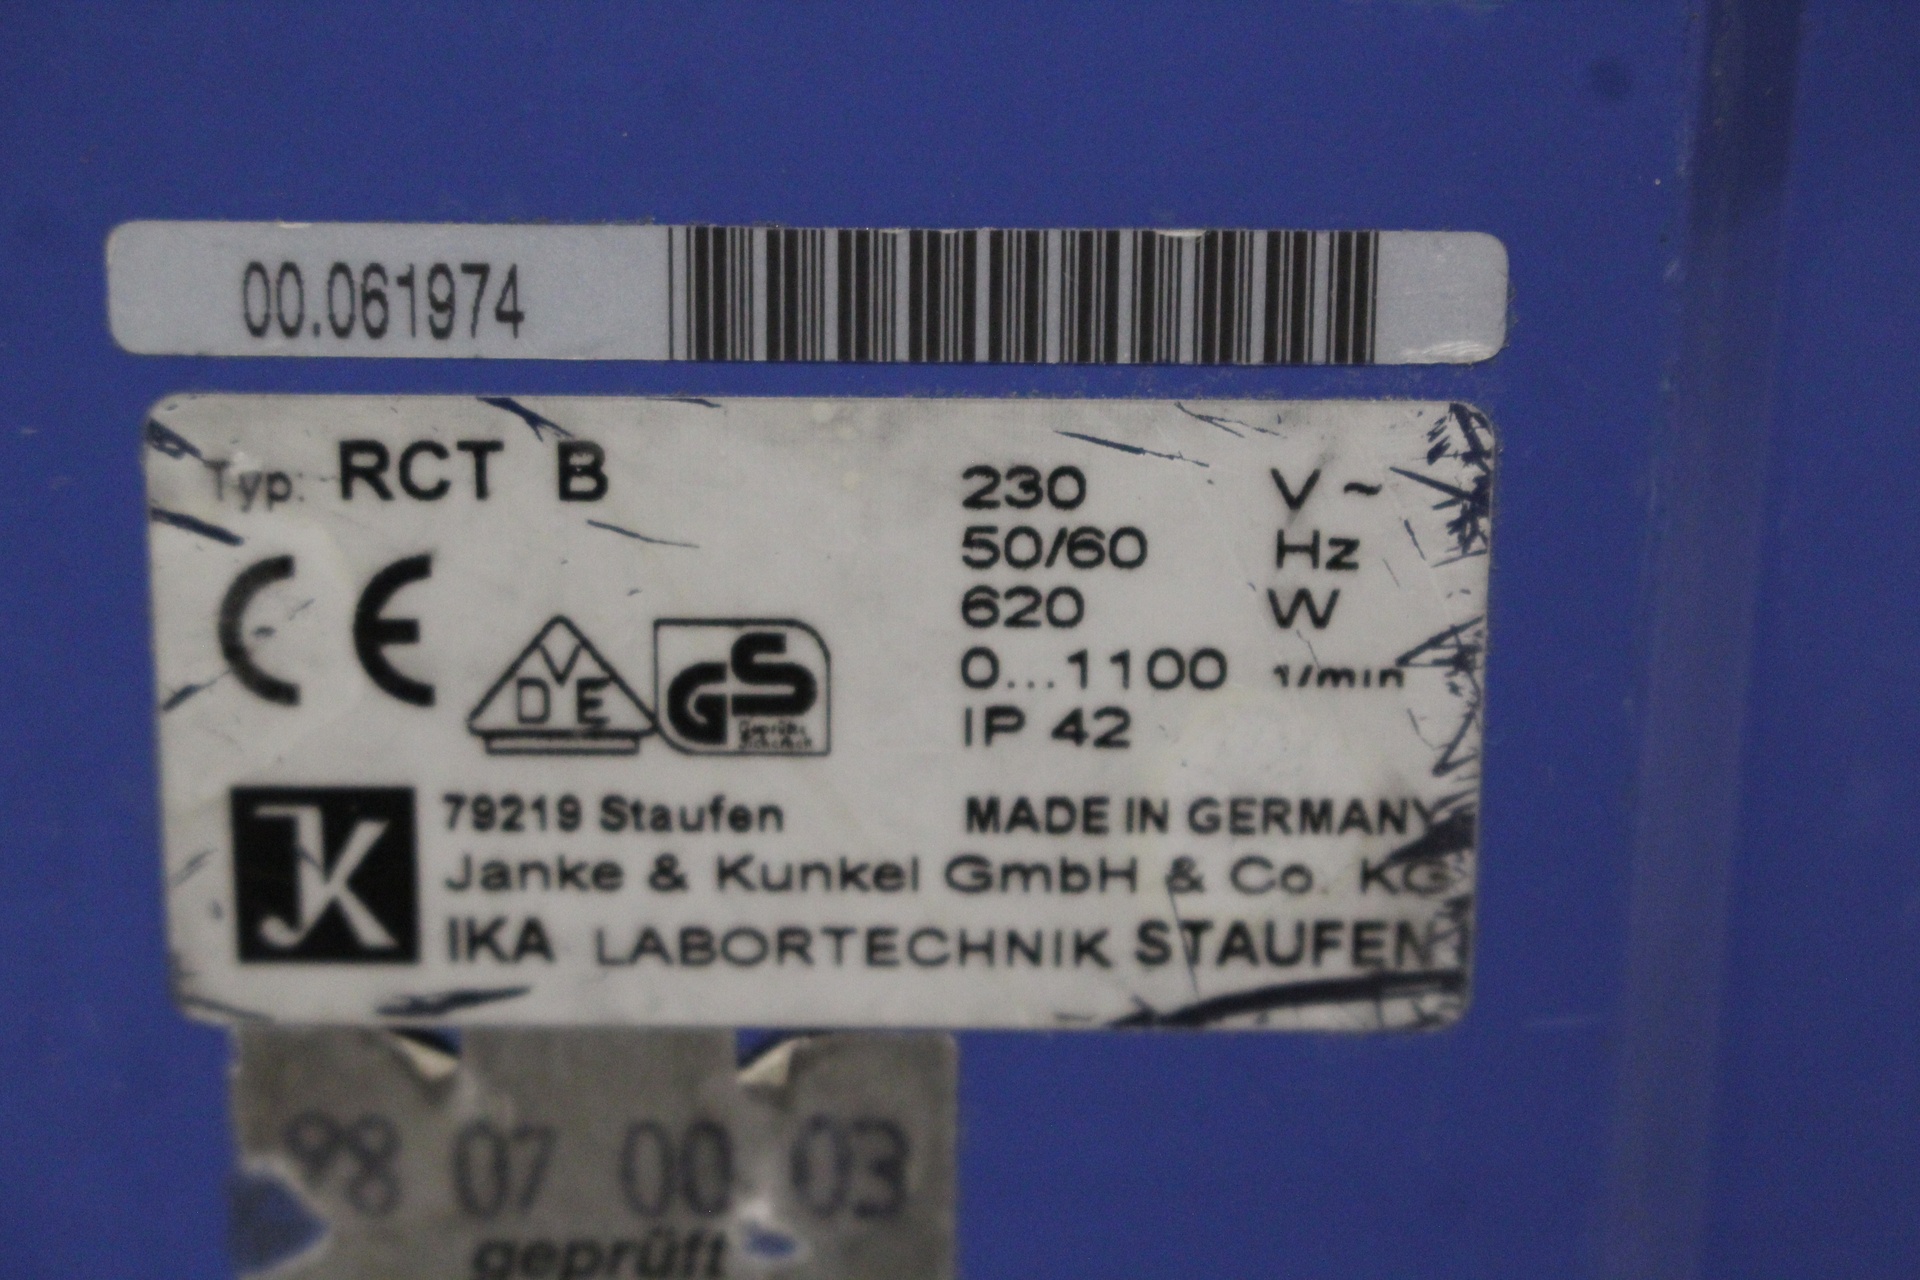 00.061974
Typ: RCT B
230 V ~
50/60 Hz
620 W
0...1100 1/min
IP 42
CE
VDE
GS
JK
79219 Staufen
MADE IN GERMANY
Janke & Kunkel GmbH & Co. KG
IKA LABORTECHNIK STAUFEN
98 07 00 03
geprüft